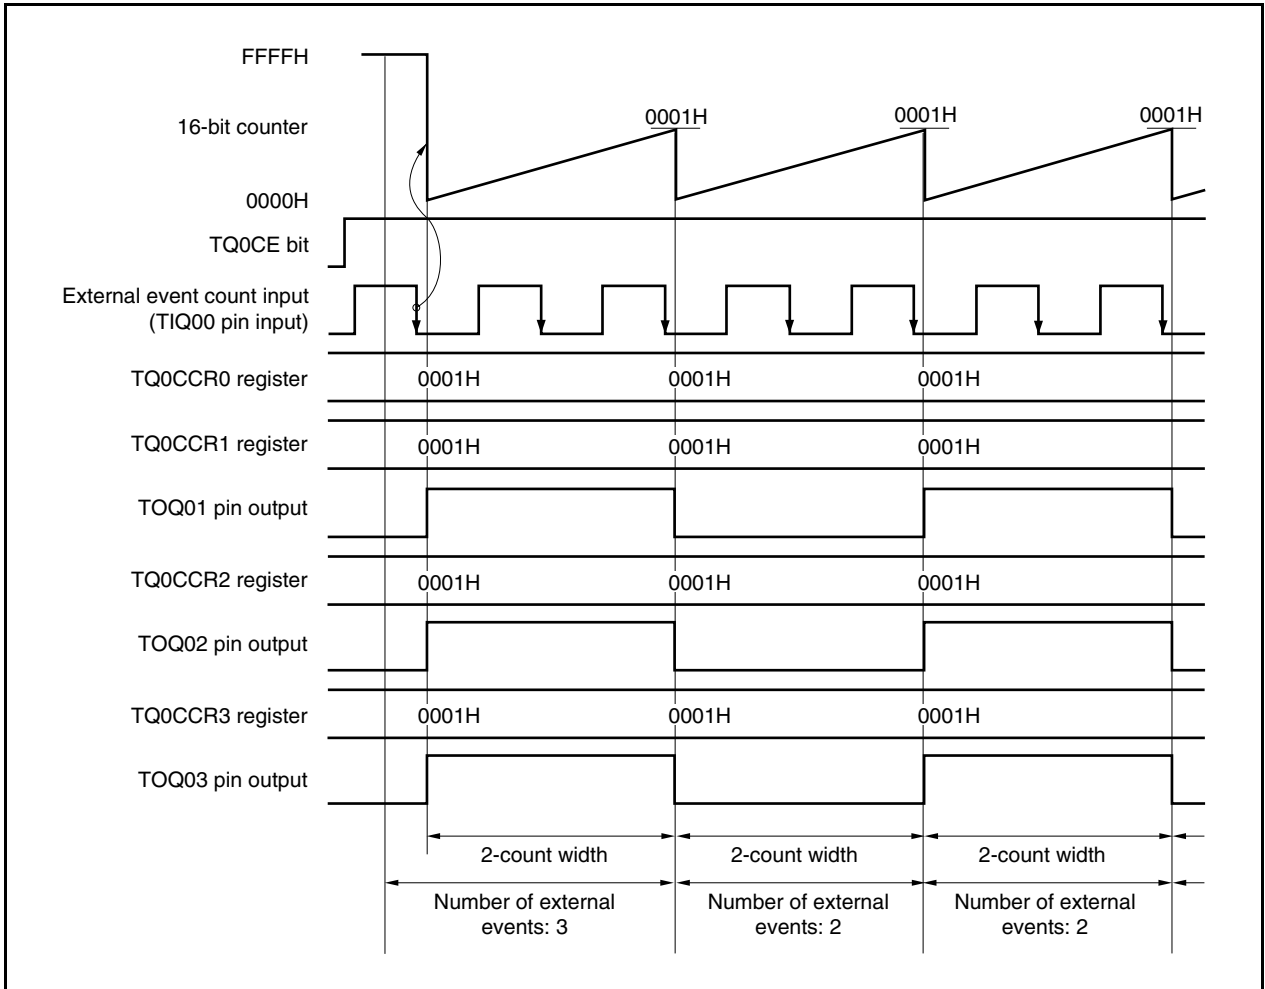 FFFFH
16-bit counter
0001H 0001H 0001H
0000H
TQ0CE bit
External event count input
(TIQ00 pin input)
TQ0CCR0 register 0001H 0001H 0001H
TQ0CCR1 register 0001H 0001H 0001H
TOQ01 pin output
TQ0CCR2 register 0001H 0001H 0001H
TOQ02 pin output
TQ0CCR3 register 0001H 0001H 0001H
TOQ03 pin output
2-count width 2-count width 2-count width
Number of external Number of external Number of external
events: 3 events: 2 events: 2